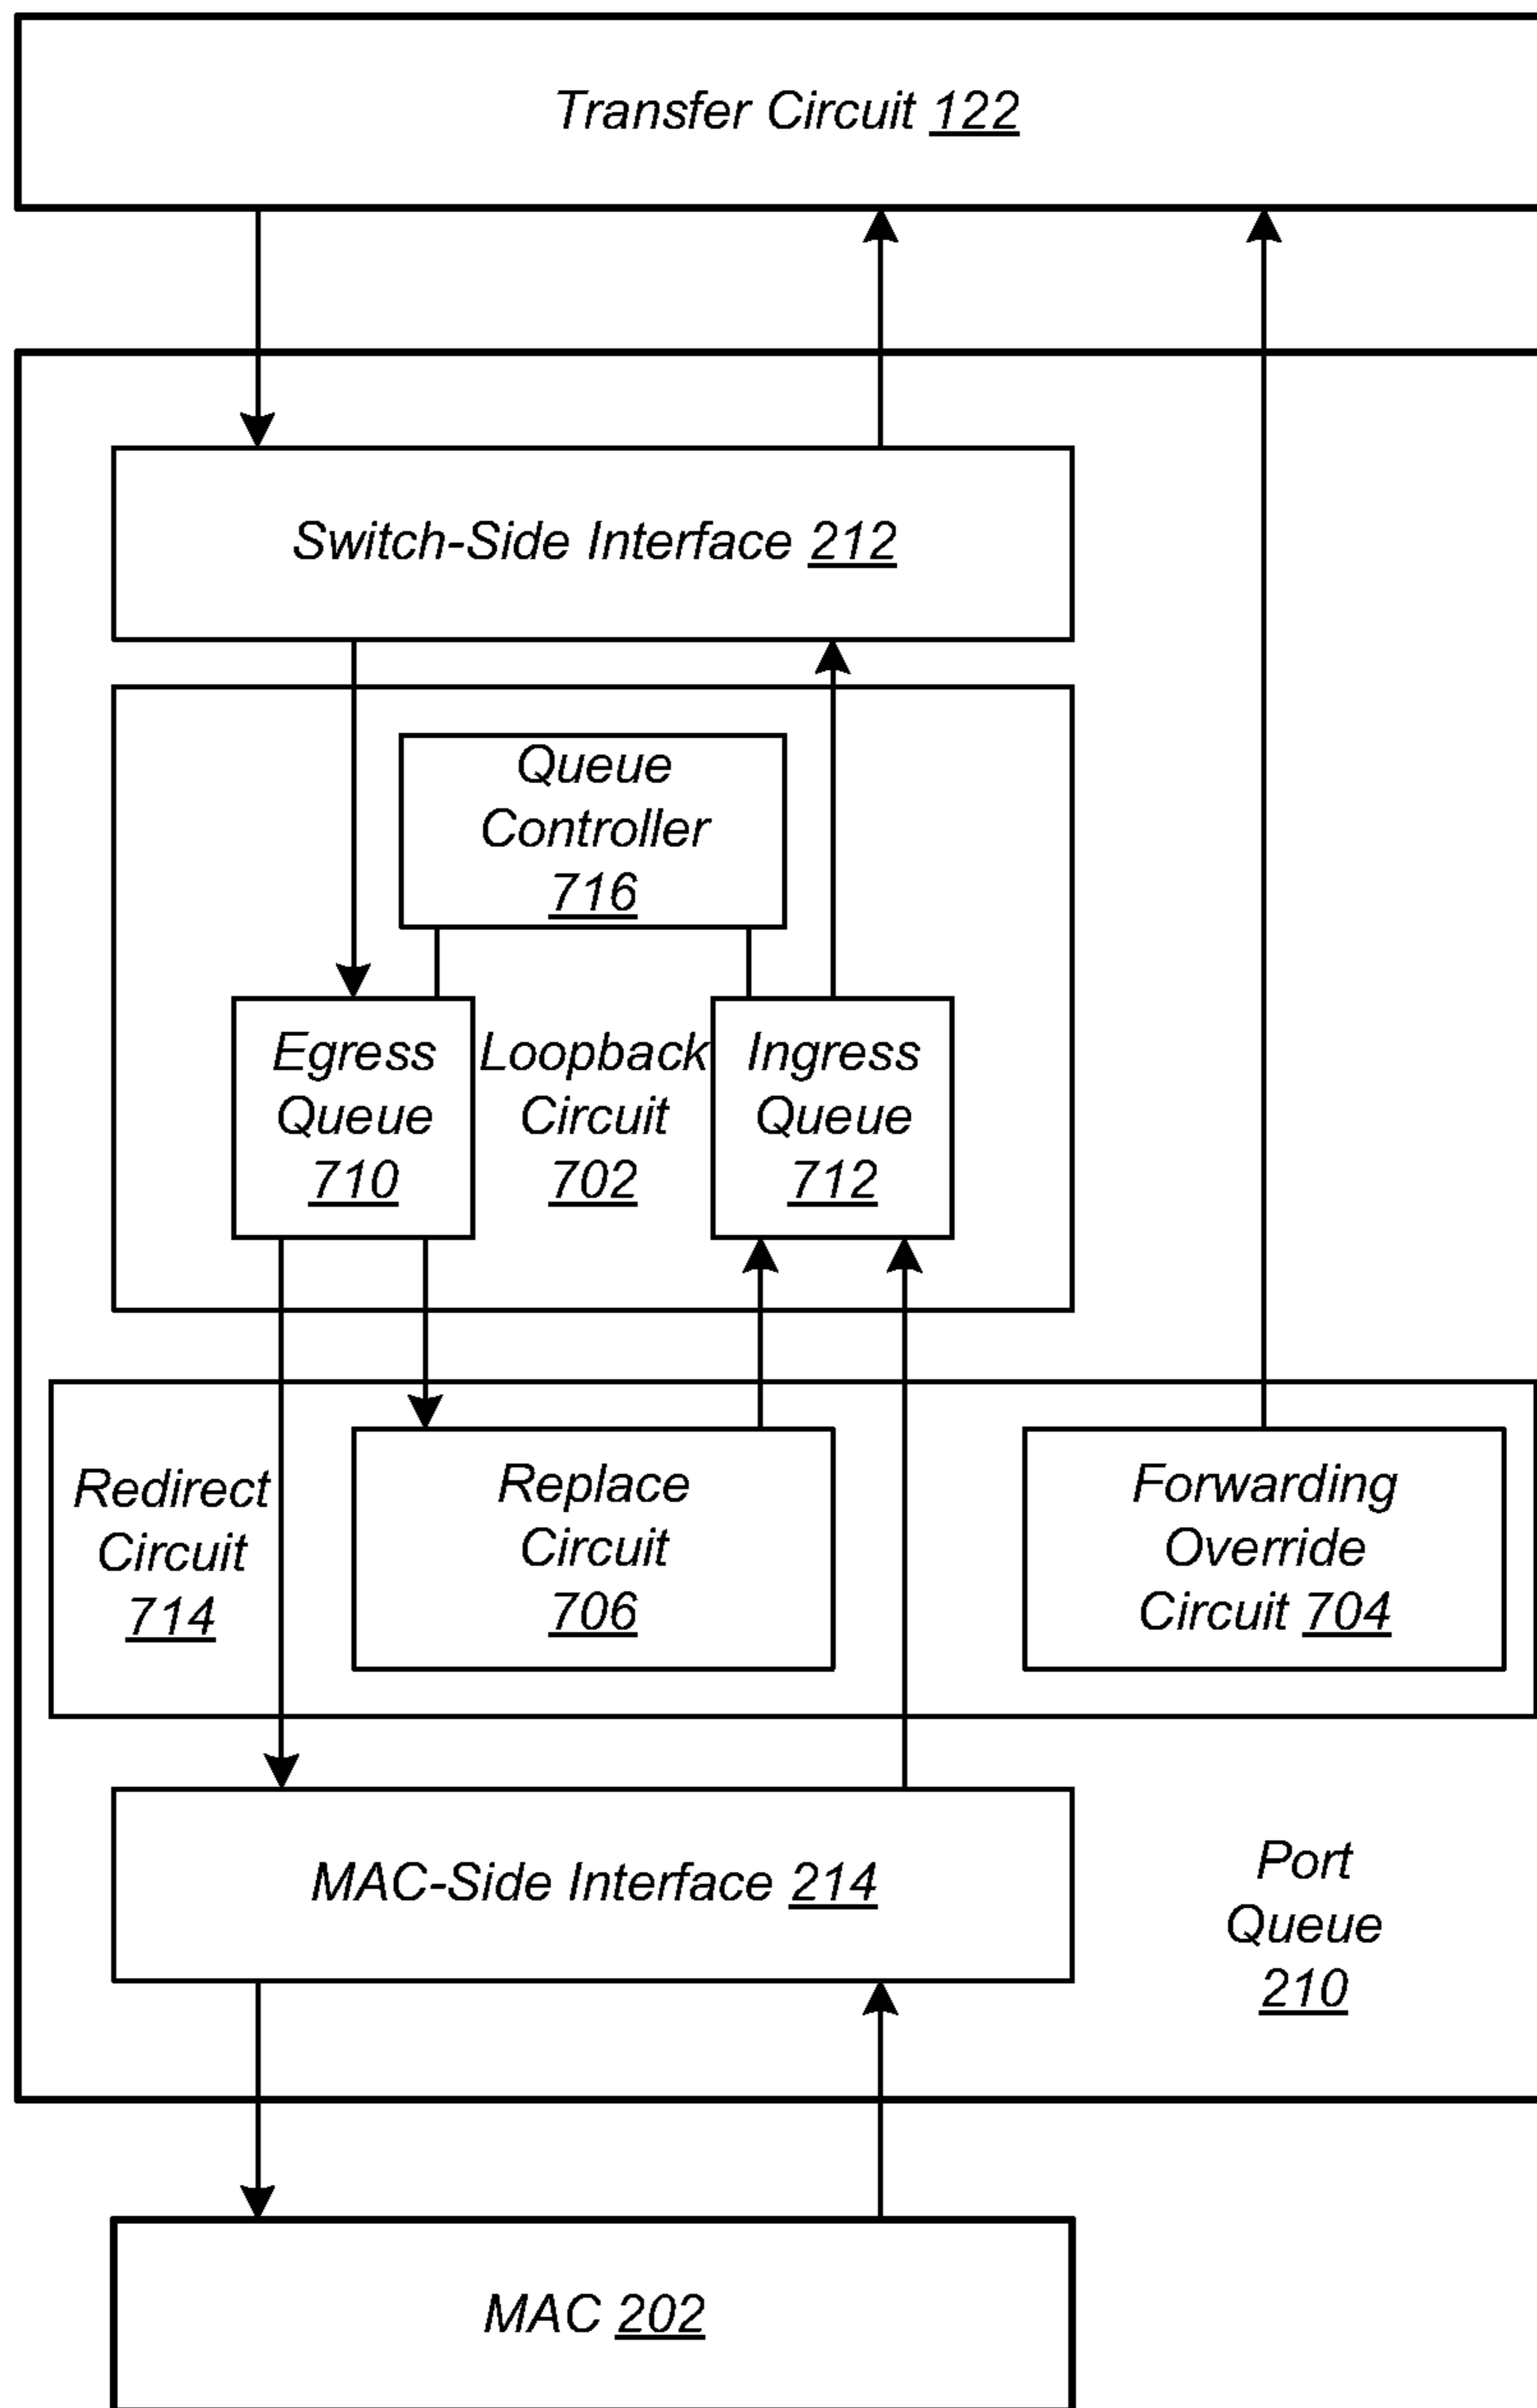 Transfer Circuit 122
Switch-Side Interface 212
Queue
Controller
716
Egress
Queue
710
Loopback
Circuit
702
Ingress
Queue
712
Redirect
Circuit
714
Replace
Circuit
706
Forwarding
Override
Circuit 704
MAC-Side Interface 214
Port
Queue
210
MAC 202